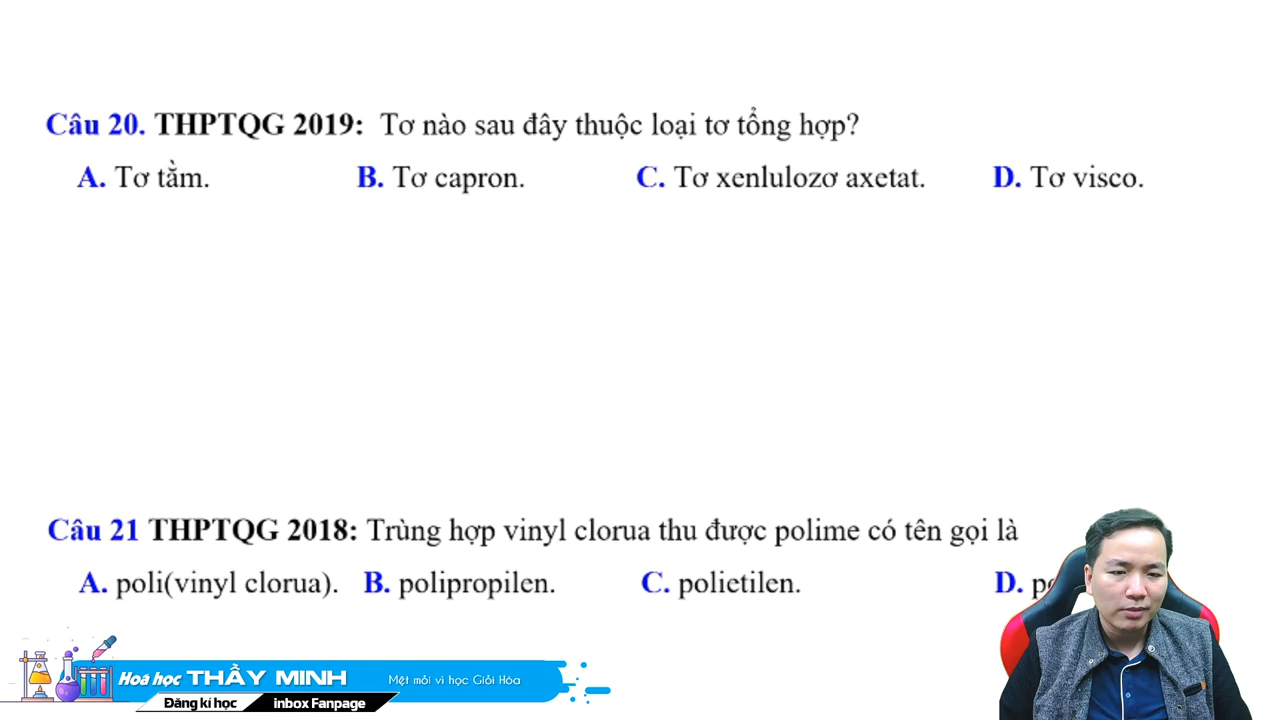 Câu 20. THPTQG 2019: Tơ nào sau đây thuộc loại tơ tổng hợp?
A. Tơ tằm. B. Tơ capron. C. Tơ xenlulozơ axetat. D. Tơ visco.
Câu 21 THPTQG 2018: Trùng hợp vinyl clorua thu được polime có tên gọi là
A. poli(vinyl clorua). B. polipropilen. C. polietilen. D.
Hoá học THẦY MINH Mệt mỏi vì học Giỏi Hóa
Đăng kí học inbox Fanpage